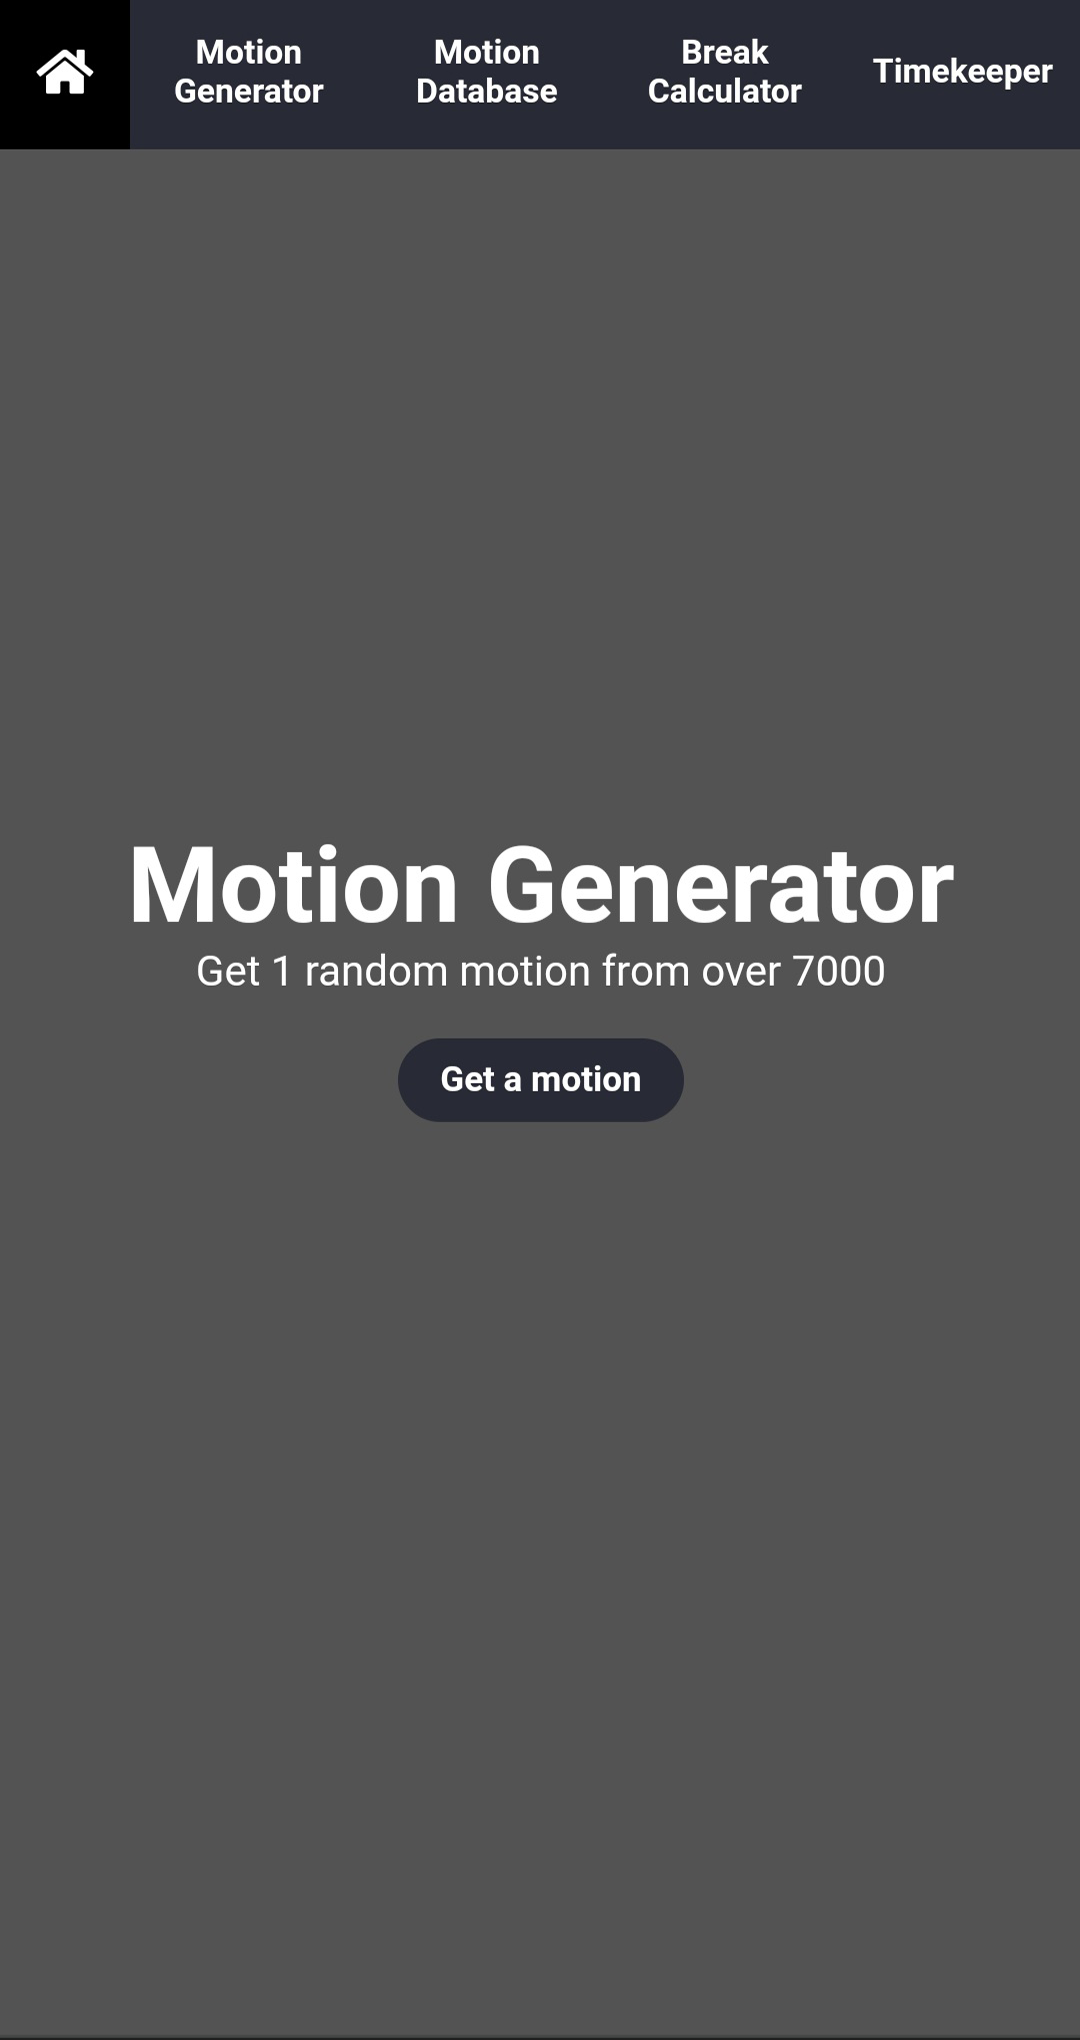 Motion
Generator
Motion
Database
Break
Calculator
Timekeeper
Motion Generator
Get 1 random motion from over 7000
Get a motion